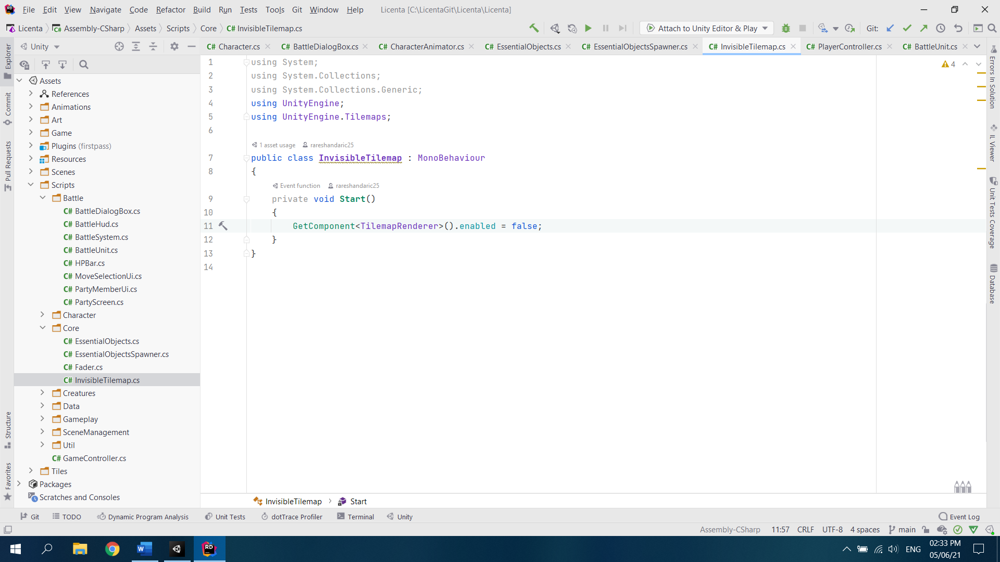 File Edit View Navigate Code Refactor Build Run Tests Tools Git Window Help Licenta [C:\LicentaGit\Licenta\Licenta]
Licenta Assembly-CSharp Assets Scripts Core C# InvisibleTilemap.cs Attach to Unity Editor & Play Git:
Unity C# Character.cs C# BattleDialogBox.cs C# CharacterAnimator.cs C# EssentialObjects.cs C# EssentialObjectsSpawner.cs C# InvisibleTilemap.cs C# PlayerController.cs C# BattleUnit.cs
Explorer
Commit
Pull Requests
Structure
Favorites
Assets
References
Animations
Art
Game
Plugins (firstpass)
Resources
Scenes
Scripts
Battle
C# BattleDialogBox.cs
C# BattleHud.cs
C# BattleSystem.cs
C# BattleUnit.cs
C# HPBar.cs
C# MoveSelectionUi.cs
C# PartyMemberUi.cs
C# PartyScreen.cs
Character
Core
C# EssentialObjects.cs
C# EssentialObjectsSpawner.cs
C# Fader.cs
C# InvisibleTilemap.cs
Creatures
Data
Gameplay
SceneManagement
Util
C# GameController.cs
Tiles
Packages
Scratches and Consoles
4
1 using System;
2 using System.Collections;
3 using System.Collections.Generic;
4 using UnityEngine;
5 using UnityEngine.Tilemaps;
6
1 asset usage rareshandaric25
7 public class InvisibleTilemap : MonoBehaviour
8 {
Event function rareshandaric25
9 private void Start()
10 {
11 GetComponent<TilemapRenderer>().enabled = false;
12 }
13 }
14
Errors In Solution
IL Viewer
Unit Tests Coverage
Database
InvisibleTilemap Start
Git TODO Dynamic Program Analysis Unit Tests dotTrace Profiler Terminal Unity Event Log
Assembly-CSharp 11:57 CRLF UTF-8 4 spaces main
ENG 02:33 PM
05/06/21